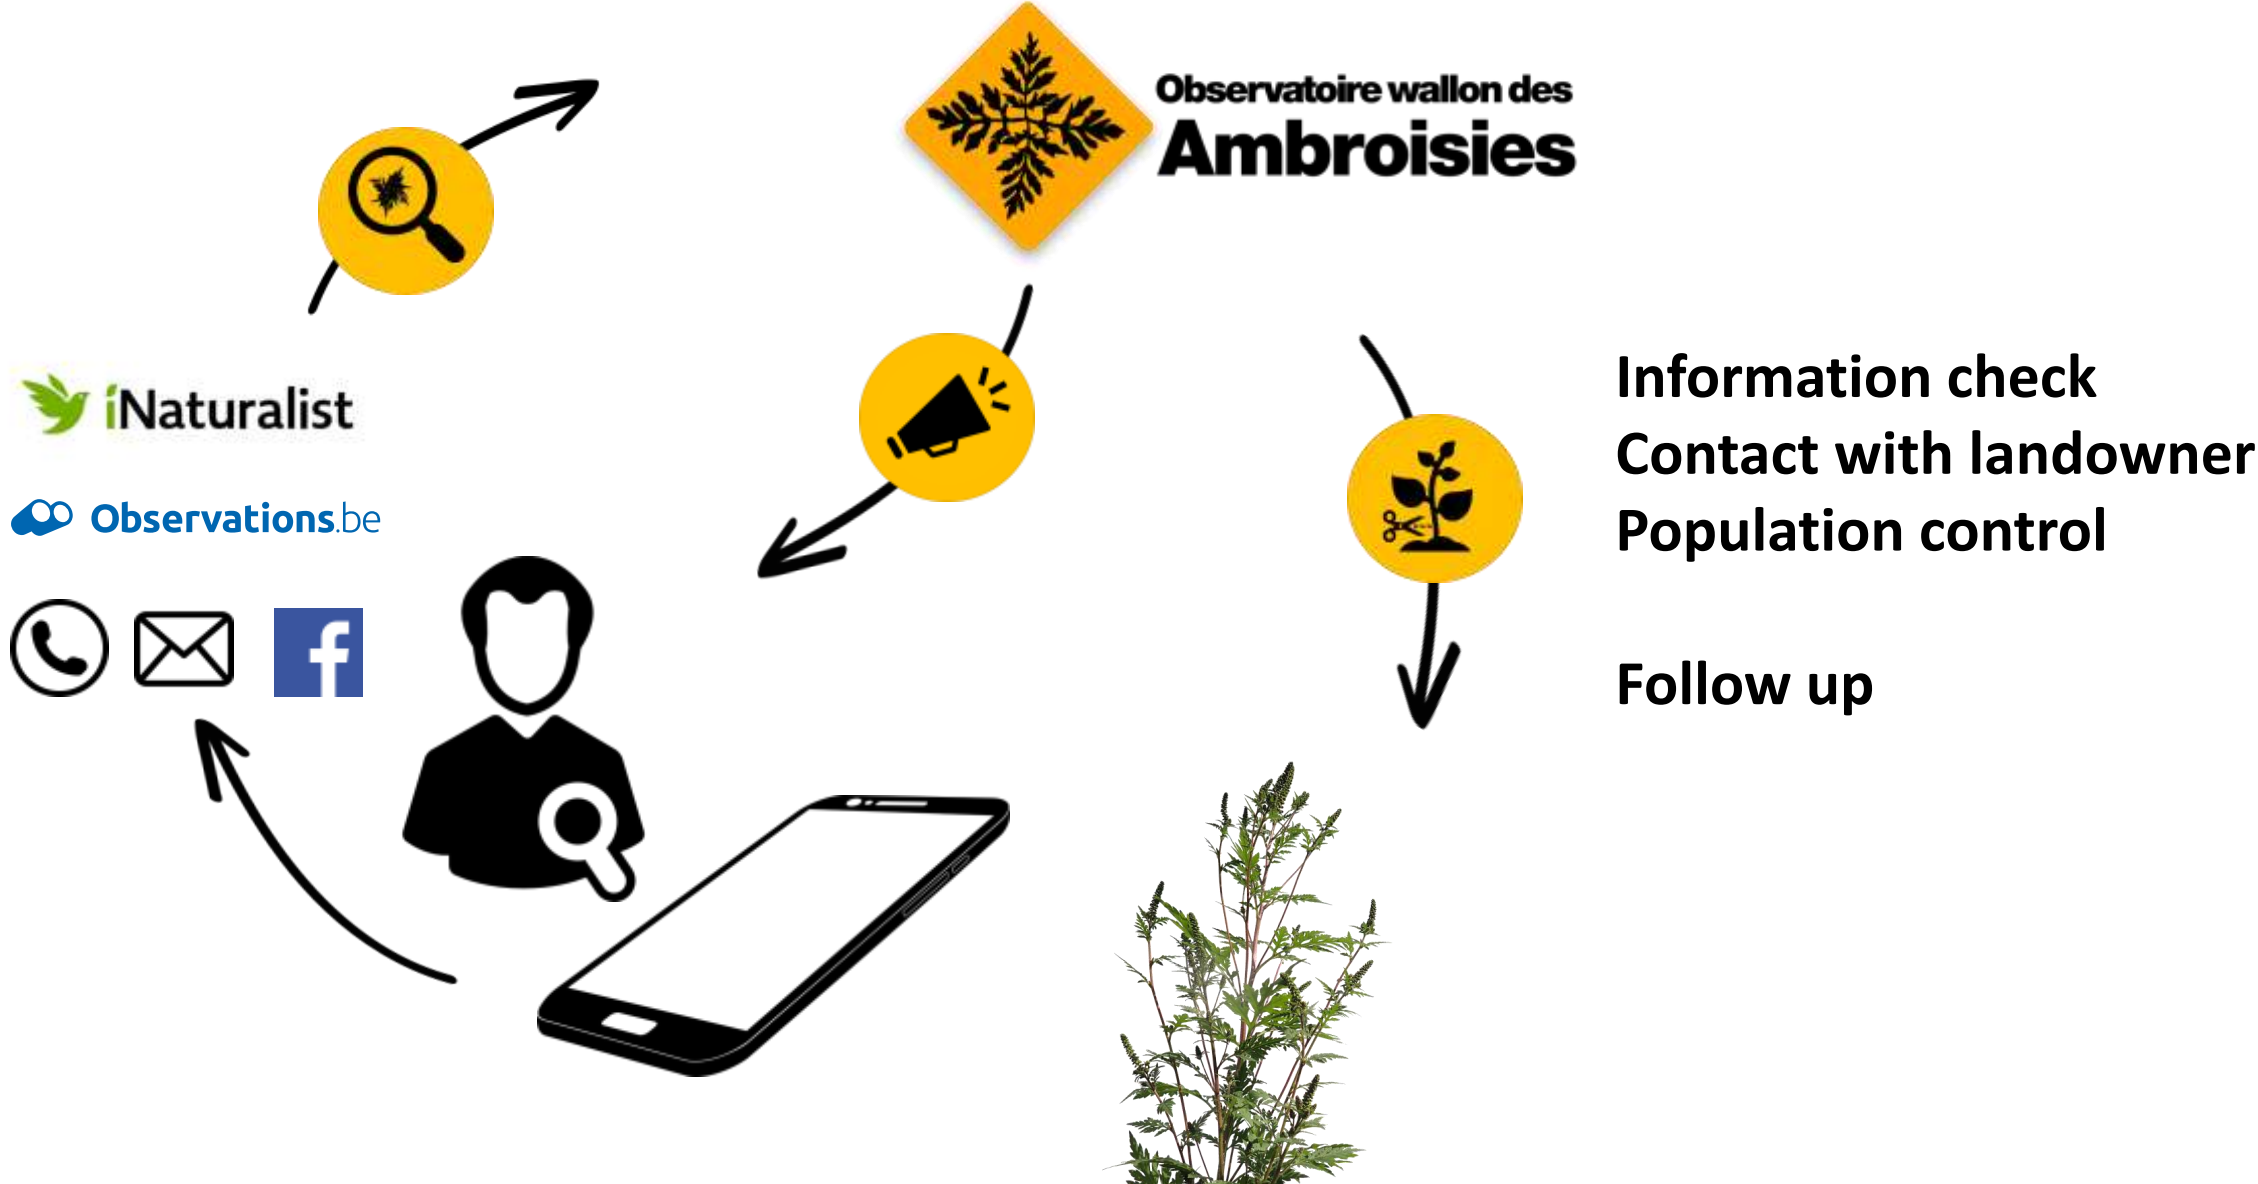 Observatoire wallon des
Ambroisies
iNaturalist
Observations.be
f
Information check
Contact with landowner
Population control
Follow up